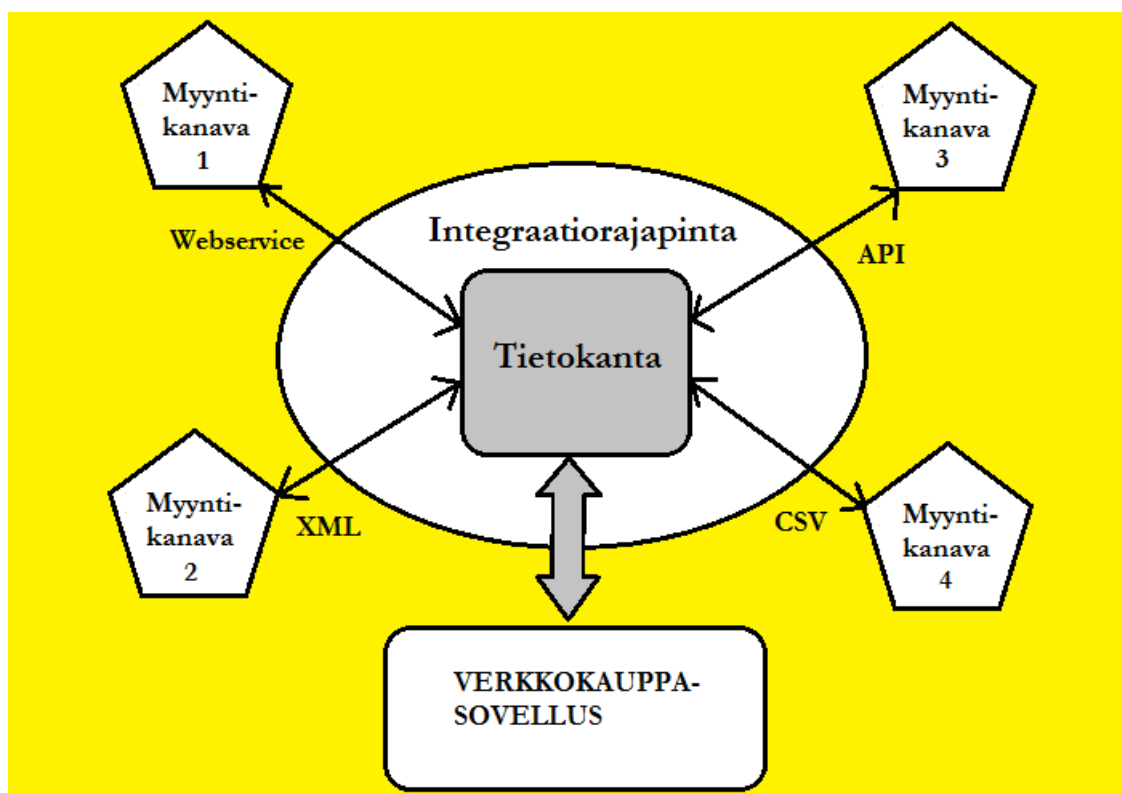 Myynti-
kanava
1
Myynti-
kanava
3
Webservice
Integraatiorajapinta
API
Tietokanta
Myynti-
kanava
2
XML
CSV
Myynti-
kanava
4
VERKKOKAUPPA-
SOVELLUS